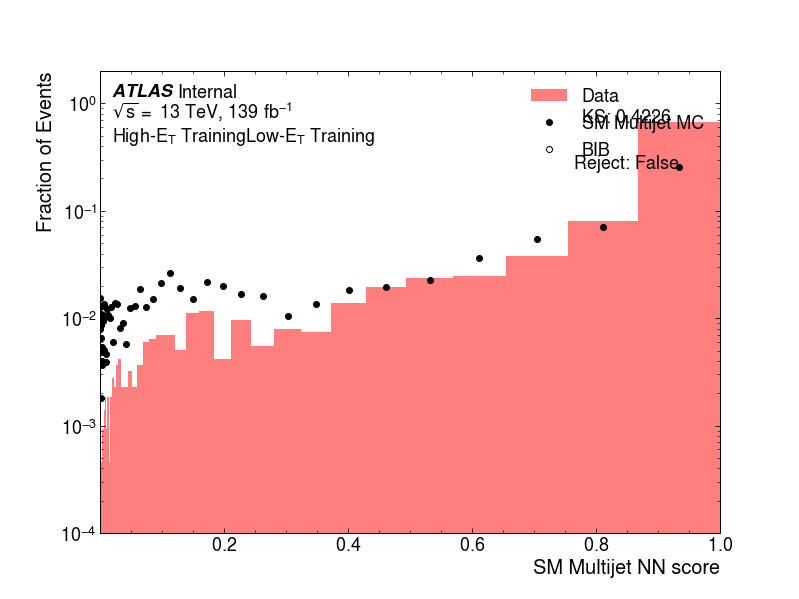 ATLAS Internal
√s = 13 TeV, 139 fb⁻¹
High-E_T TrainingLow-E_T Training
Data
KS: 0.4226
SM Multijet MC
BIB
Reject: False
Fraction of Events
10⁰
10⁻¹
10⁻²
10⁻³
10⁻⁴
0.2 0.4 0.6 0.8 1.0
SM Multijet NN score